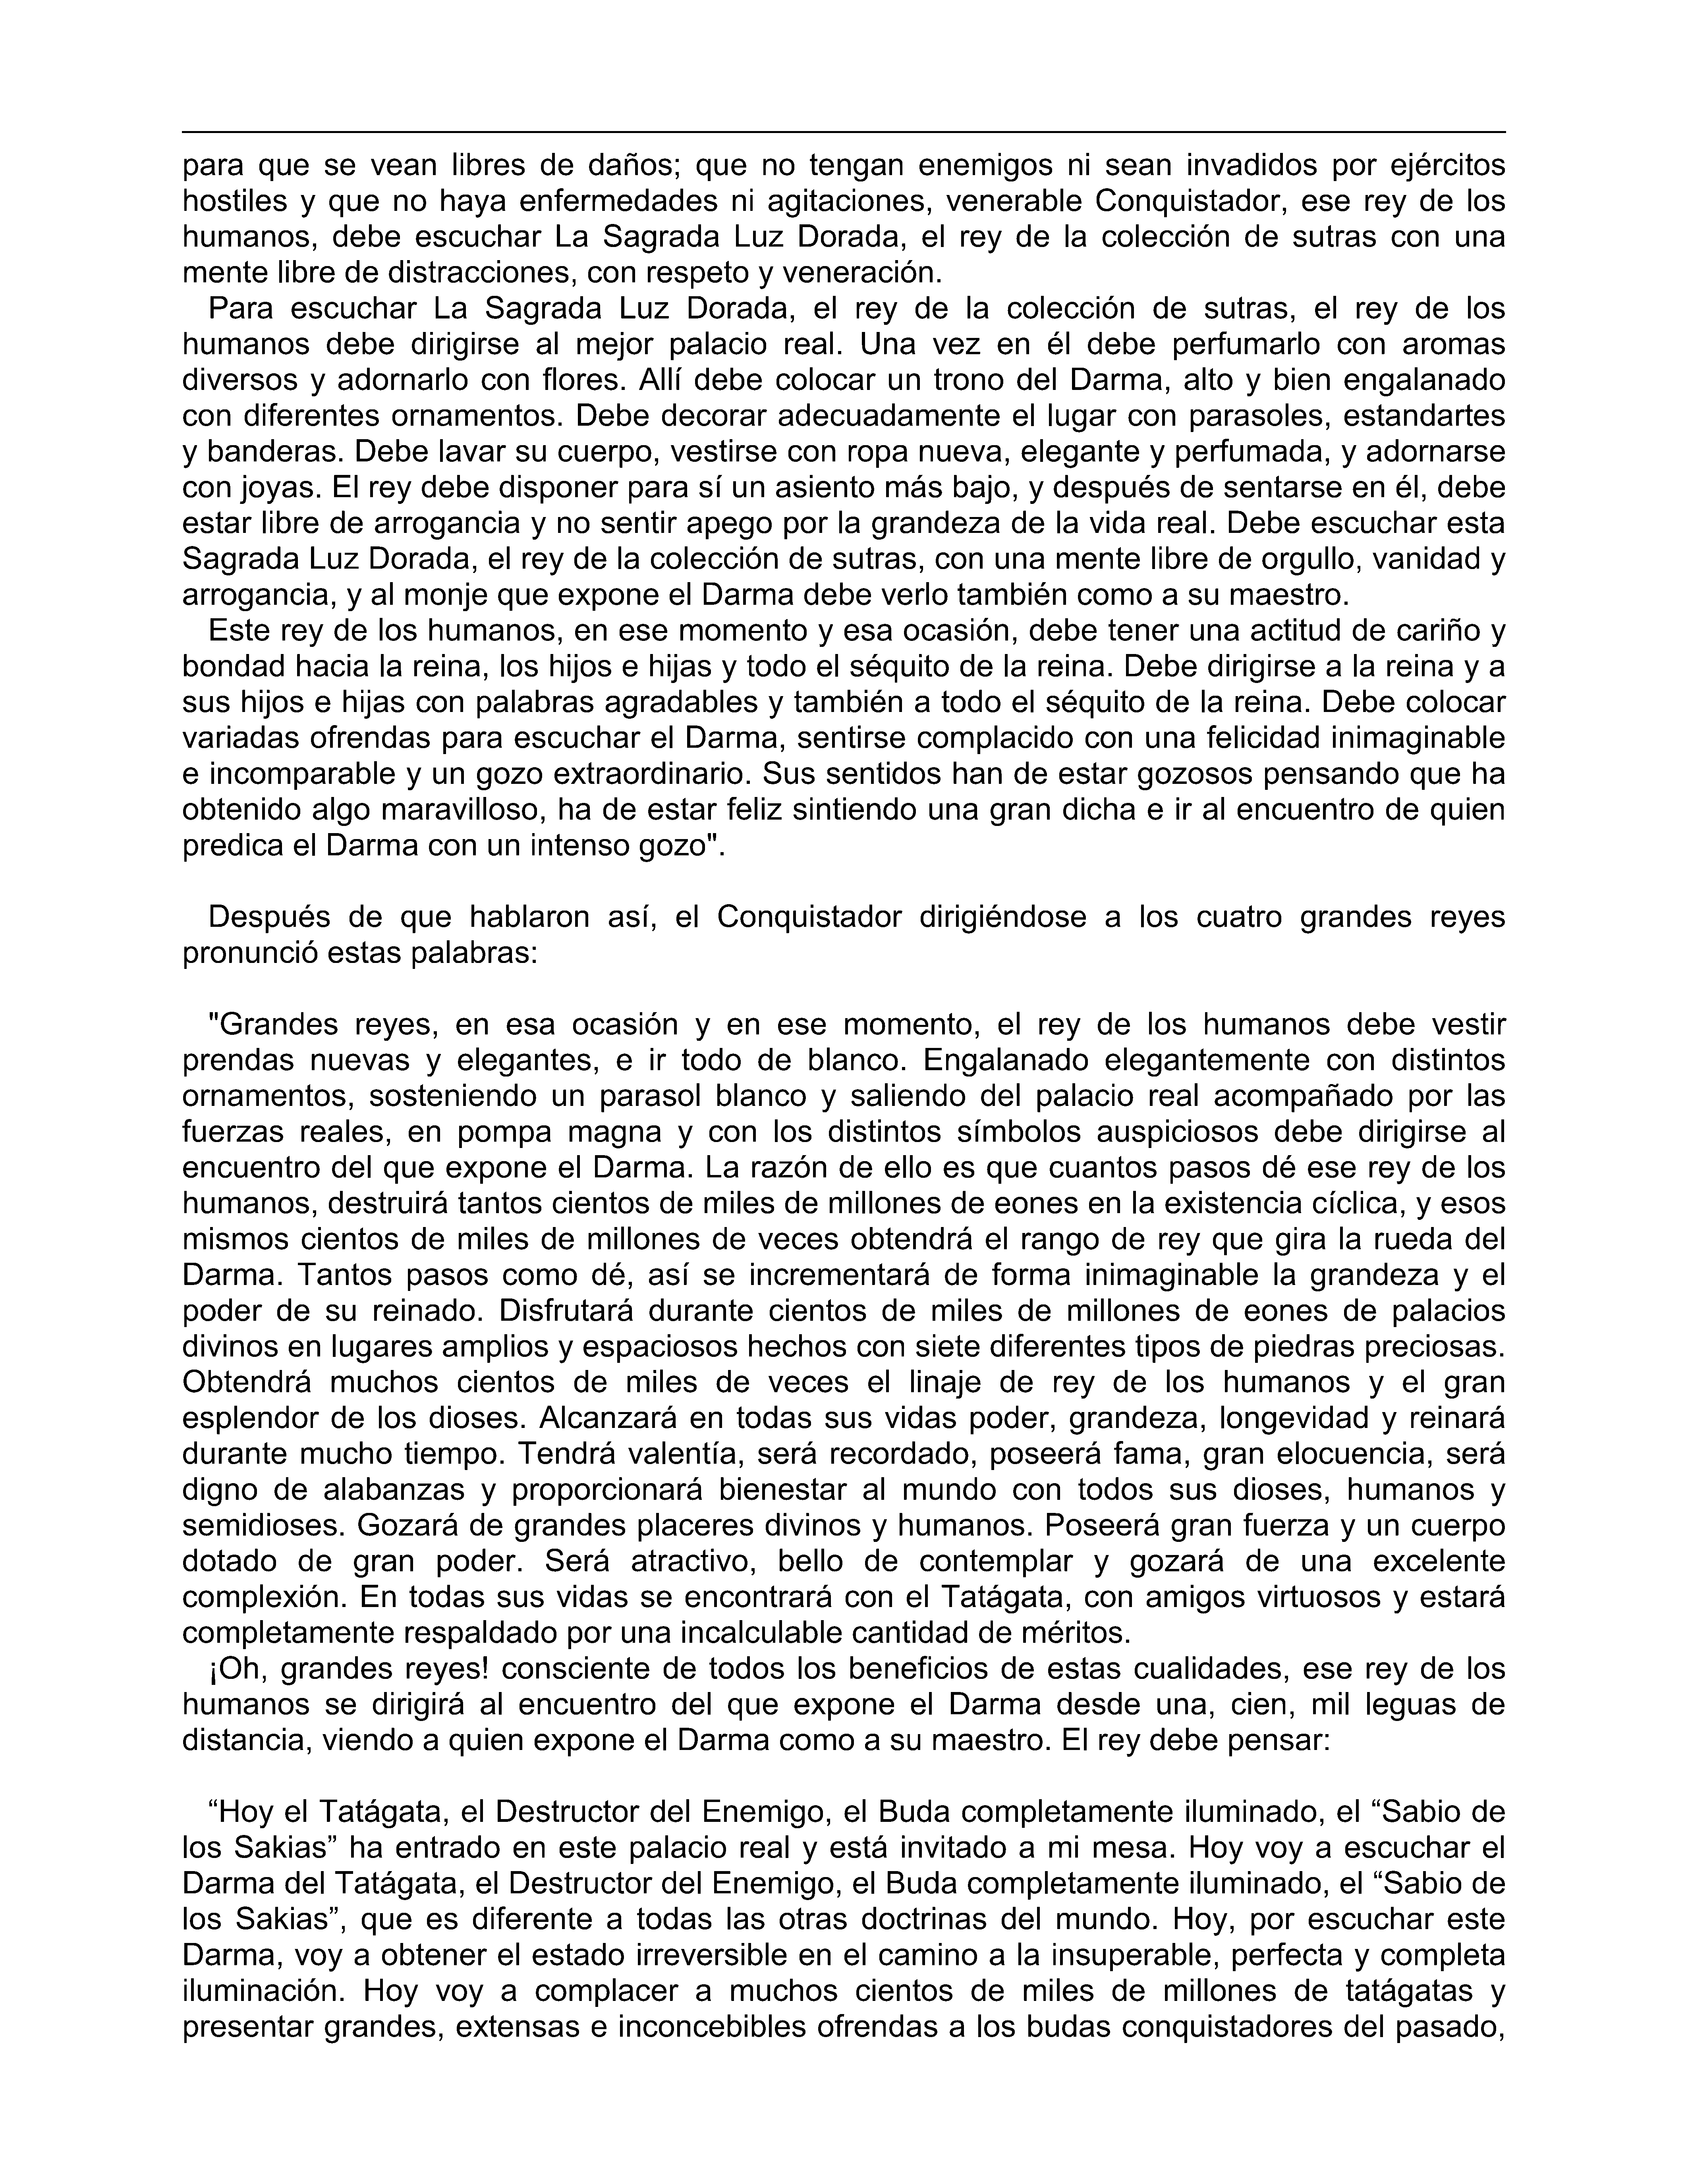 para que se vean libres de daños; que no tengan enemigos ni sean invadidos por ejércitos
hostiles y que no haya enfermedades ni agitaciones, venerable Conquistador, ese rey de los
humanos, debe escuchar La Sagrada Luz Dorada, el rey de la colección de sutras con una
mente libre de distracciones, con respeto y veneración.
Para escuchar La Sagrada Luz Dorada, el rey de la colección de sutras, el rey de los
humanos debe dirigirse al mejor palacio real. Una vez en él debe perfumarlo con aromas
diversos y adornarlo con flores. Allí debe colocar un trono del Darma, alto y bien engalanado
con diferentes ornamentos. Debe decorar adecuadamente el lugar con parasoles, estandartes
y banderas. Debe lavar su cuerpo, vestirse con ropa nueva, elegante y perfumada, y adornarse
con joyas. El rey debe disponer para sí un asiento más bajo, y después de sentarse en él, debe
estar libre de arrogancia y no sentir apego por la grandeza de la vida real. Debe escuchar esta
Sagrada Luz Dorada, el rey de la colección de sutras, con una mente libre de orgullo, vanidad y
arrogancia, y al monje que expone el Darma debe verlo también como a su maestro.
Este rey de los humanos, en ese momento y esa ocasión, debe tener una actitud de cariño y
bondad hacia la reina, los hijos e hijas y todo el séquito de la reina. Debe dirigirse a la reina y a
sus hijos e hijas con palabras agradables y también a todo el séquito de la reina. Debe colocar
variadas ofrendas para escuchar el Darma, sentirse complacido con una felicidad inimaginable
e incomparable y un gozo extraordinario. Sus sentidos han de estar gozosos pensando que ha
obtenido algo maravilloso, ha de estar feliz sintiendo una gran dicha e ir al encuentro de quien
predica el Darma con un intenso gozo".
Después de que hablaron así, el Conquistador dirigiéndose a los cuatro grandes reyes
pronunció estas palabras:
"Grandes reyes, en esa ocasión y en ese momento, el rey de los humanos debe vestir
prendas nuevas y elegantes, e ir todo de blanco. Engalanado elegantemente con distintos
ornamentos, sosteniendo un parasol blanco y saliendo del palacio real acompañado por las
fuerzas reales, en pompa magna y con los distintos símbolos auspiciosos debe dirigirse al
encuentro del que expone el Darma. La razón de ello es que cuantos pasos dé ese rey de los
humanos, destruirá tantos cientos de miles de millones de eones en la existencia cíclica, y esos
mismos cientos de miles de millones de veces obtendrá el rango de rey que gira la rueda del
Darma. Tantos pasos como dé, así se incrementará de forma inimaginable la grandeza y el
poder de su reinado. Disfrutará durante cientos de miles de millones de eones de palacios
divinos en lugares amplios y espaciosos hechos con siete diferentes tipos de piedras preciosas.
Obtendrá muchos cientos de miles de veces el linaje de rey de los humanos y el gran
esplendor de los dioses. Alcanzará en todas sus vidas poder, grandeza, longevidad y reinará
durante mucho tiempo. Tendrá valentía, será recordado, poseerá fama, gran elocuencia, será
digno de alabanzas y proporcionará bienestar al mundo con todos sus dioses, humanos y
semidioses. Gozará de grandes placeres divinos y humanos. Poseerá gran fuerza y un cuerpo
dotado de gran poder. Será atractivo, bello de contemplar y gozará de una excelente
complexión. En todas sus vidas se encontrará con el Tatágata, con amigos virtuosos y estará
completamente respaldado por una incalculable cantidad de méritos.
¡Oh, grandes reyes! consciente de todos los beneficios de estas cualidades, ese rey de los
humanos se dirigirá al encuentro del que expone el Darma desde una, cien, mil leguas de
distancia, viendo a quien expone el Darma como a su maestro. El rey debe pensar:
“Hoy el Tatágata, el Destructor del Enemigo, el Buda completamente iluminado, el “Sabio de
los Sakias” ha entrado en este palacio real y está invitado a mi mesa. Hoy voy a escuchar el
Darma del Tatágata, el Destructor del Enemigo, el Buda completamente iluminado, el “Sabio de
los Sakias”, que es diferente a todas las otras doctrinas del mundo. Hoy, por escuchar este
Darma, voy a obtener el estado irreversible en el camino a la insuperable, perfecta y completa
iluminación. Hoy voy a complacer a muchos cientos de miles de millones de tatágatas y
presentar grandes, extensas e inconcebibles ofrendas a los budas conquistadores del pasado,